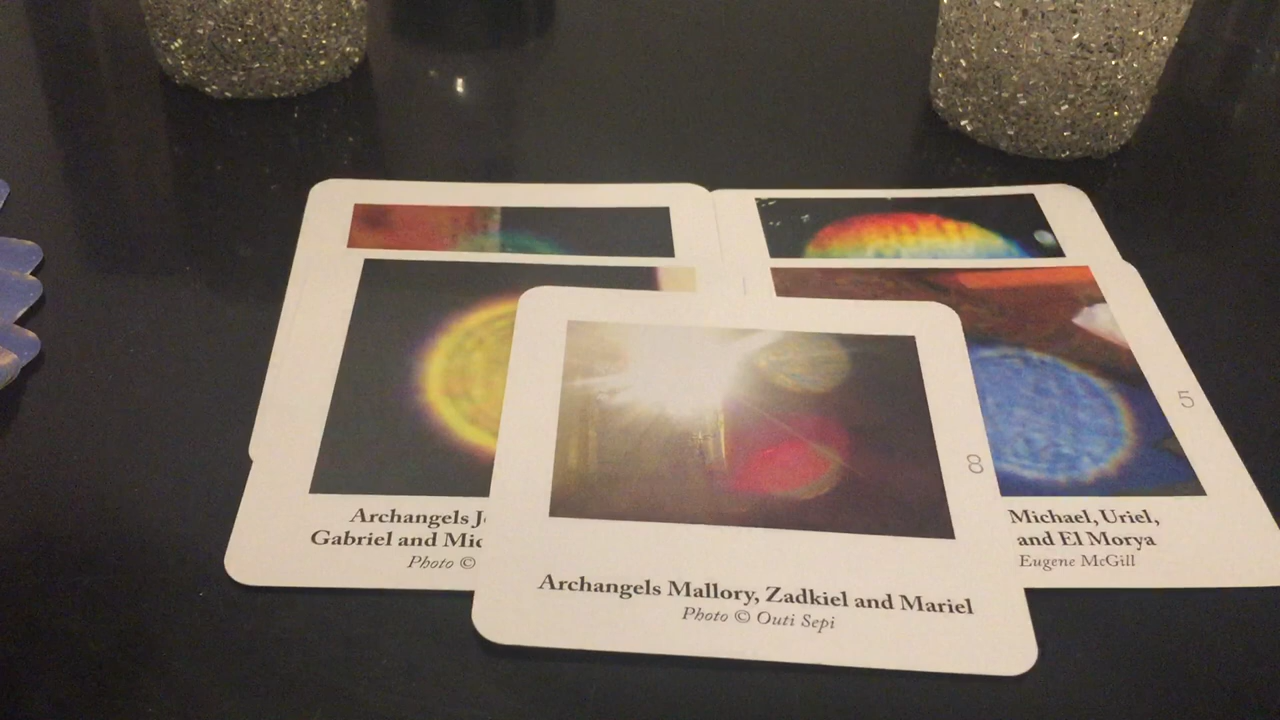 Archangels
Gabriel and
Photo ©
8
Archangels Mallory, Zadkiel and Mariel
Photo © Outi Sepi
5
Michael, Uriel,
and El Morya
Eugene McGill